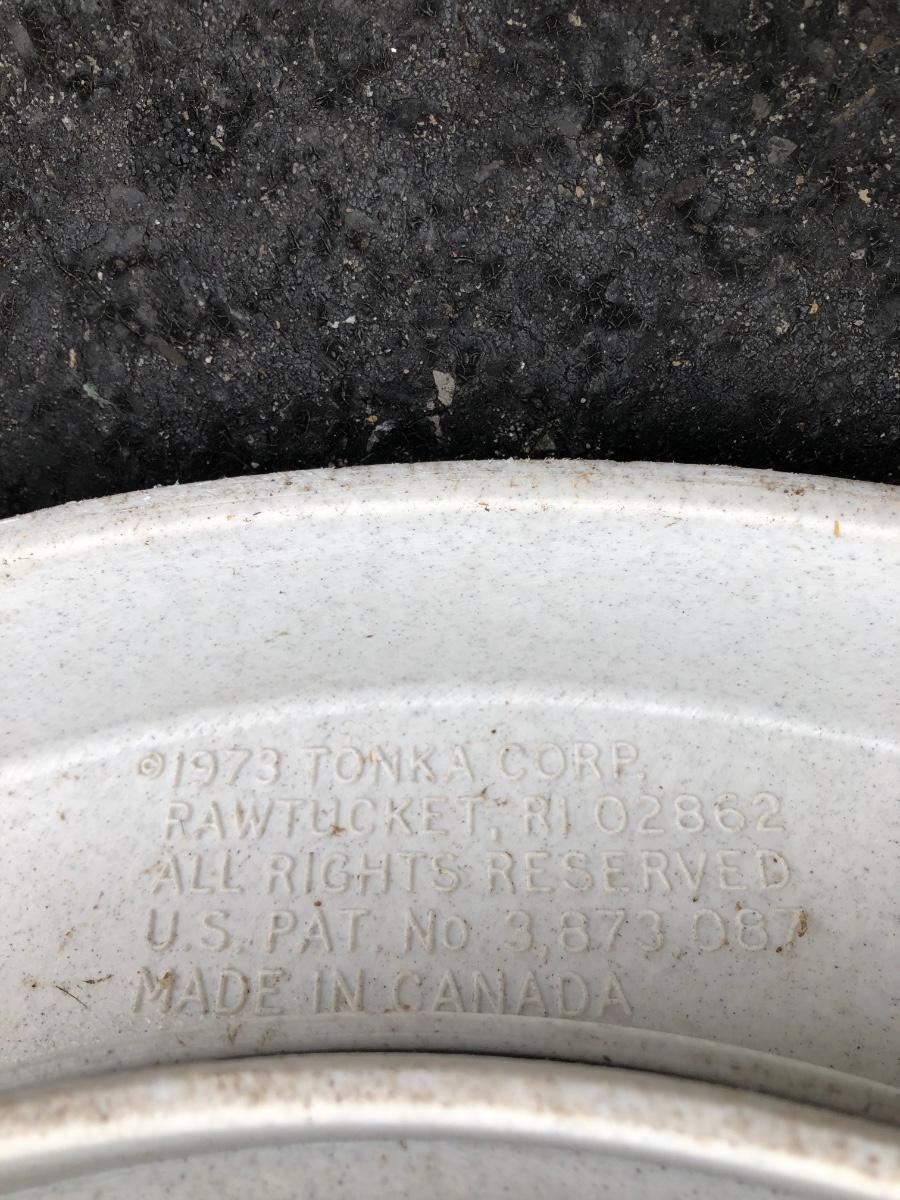 ©1973 TONKA CORP.
RAWTUCKET, RI 02862
ALL RIGHTS RESERVED
U.S. PAT. No 3,873,087
MADE IN CANADA